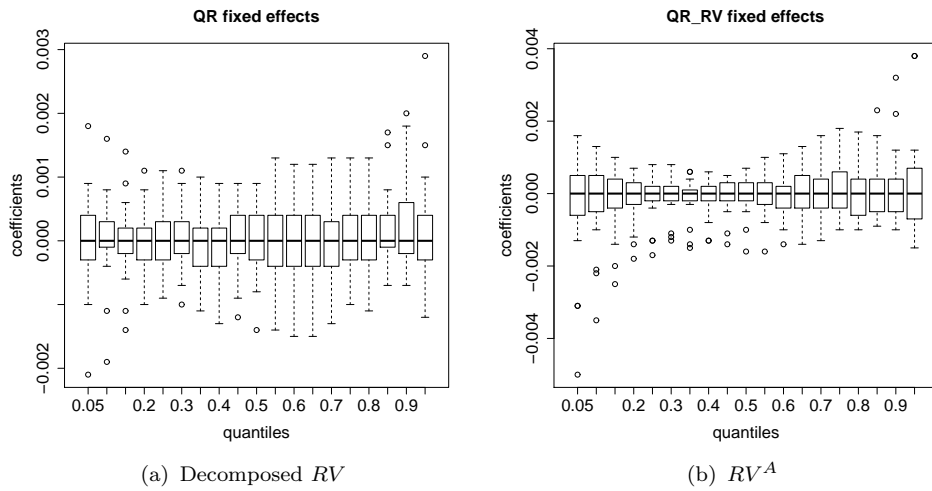 QR fixed effects
coefficients
0.003
0.002
0.001
0.000
−0.002
0.05 0.2 0.3 0.4 0.5 0.6 0.7 0.8 0.9
quantiles
(a) Decomposed RV
QR_RV fixed effects
coefficients
0.004
0.002
0.000
−0.002
−0.004
0.05 0.2 0.3 0.4 0.5 0.6 0.7 0.8 0.9
quantiles
(b) RV^A